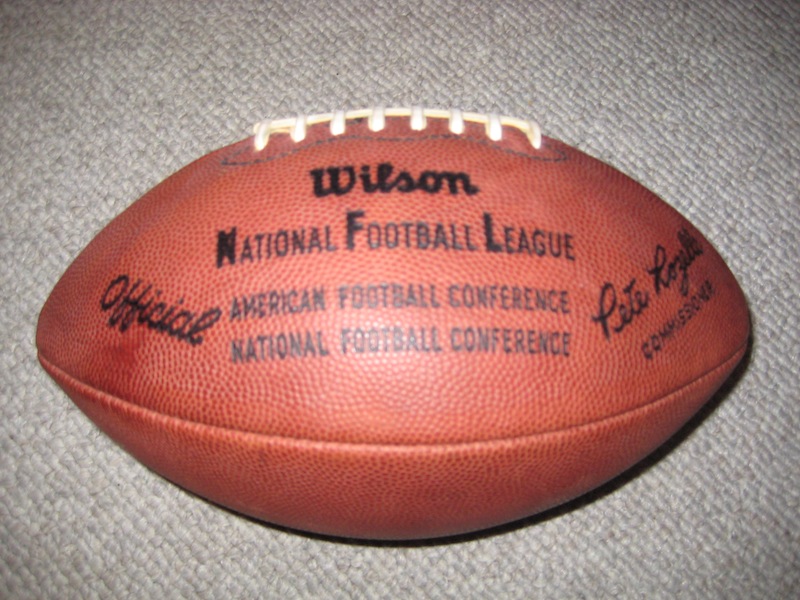 Wilson
NATIONAL FOOTBALL LEAGUE
Official
AMERICAN FOOTBALL CONFERENCE
NATIONAL FOOTBALL CONFERENCE
Pete Rozelle
COMMISSIONER